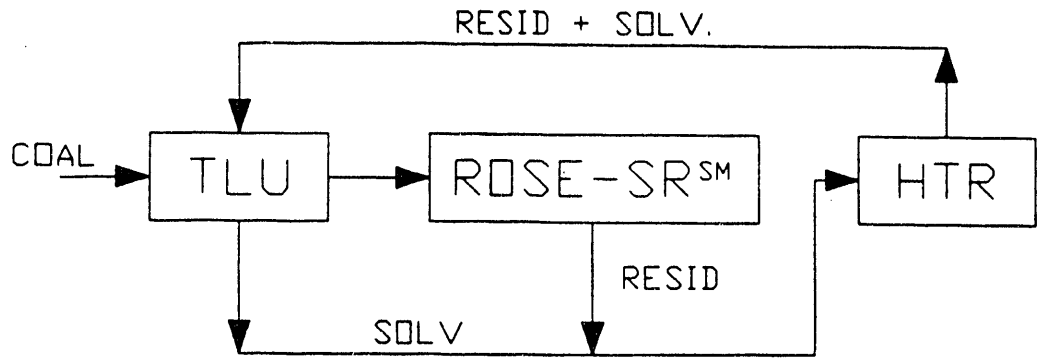 RESID + SOLV.
COAL
TLU
ROSE-SR℠
HTR
RESID
SOLV